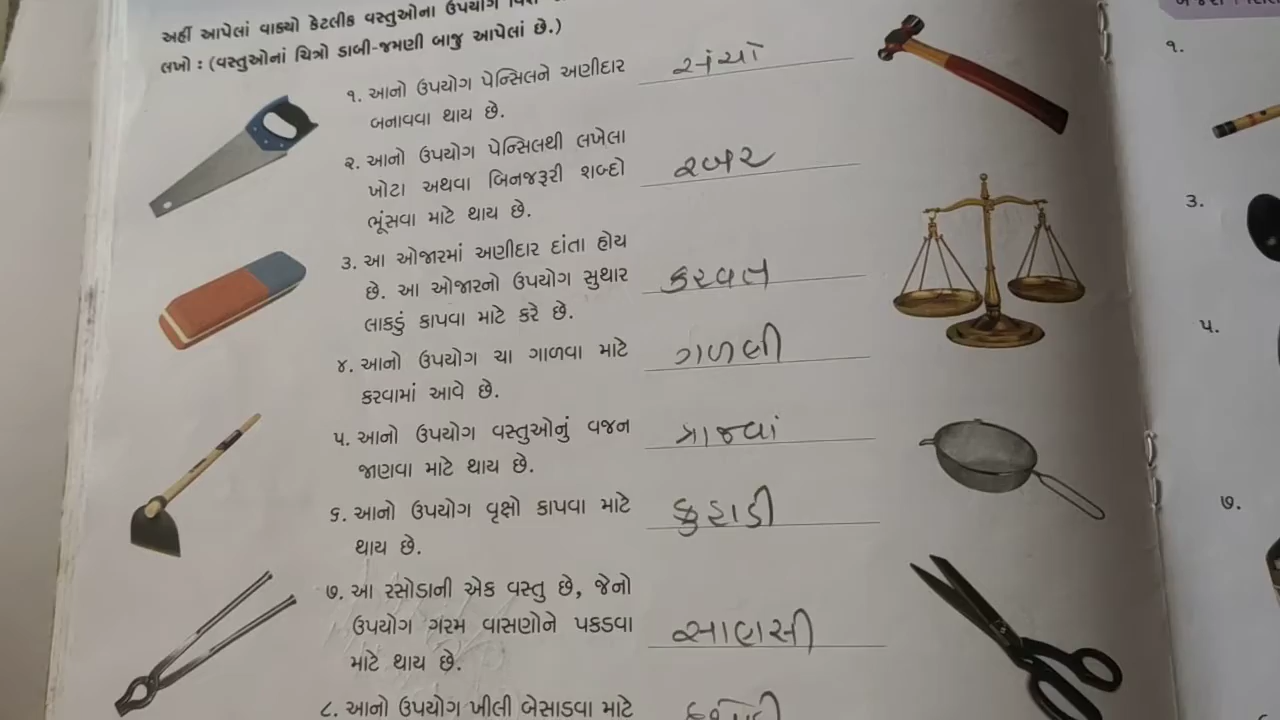 અહીં આપેલાં વાક્યો કેટલીક વસ્તુઓના ઉપયોગ વિશે
લખો : (વસ્તુઓનાં ચિત્રો ડાબી-જમણી બાજુ આપેલાં છે.)
૧. આનો ઉપયોગ પેન્સિલને અણીદાર સંચો
બનાવવા થાય છે.
૨. આનો ઉપયોગ પેન્સિલથી લખેલા
ખોટા અથવા બિનજરૂરી શબ્દો રબર
ભૂંસવા માટે થાય છે.
૩. આ ઓજારમાં અણીદાર દાંતા હોય
છે. આ ઓજારનો ઉપયોગ સુથાર કરવત
લાકડું કાપવા માટે કરે છે.
૪. આનો ઉપયોગ ચા ગાળવા માટે ગળણી
કરવામાં આવે છે.
૫. આનો ઉપયોગ વસ્તુઓનું વજન ત્રાજવાં
જાણવા માટે થાય છે.
૬. આનો ઉપયોગ વૃક્ષો કાપવા માટે કુહાડી
થાય છે.
૭. આ રસોડાની એક વસ્તુ છે, જેનો
ઉપયોગ ગરમ વાસણોને પકડવા સાણસી
માટે થાય છે.
૮. આનો ઉપયોગ ખીલી બેસાડવા માટે
૧.
૩.
૫.
૭.